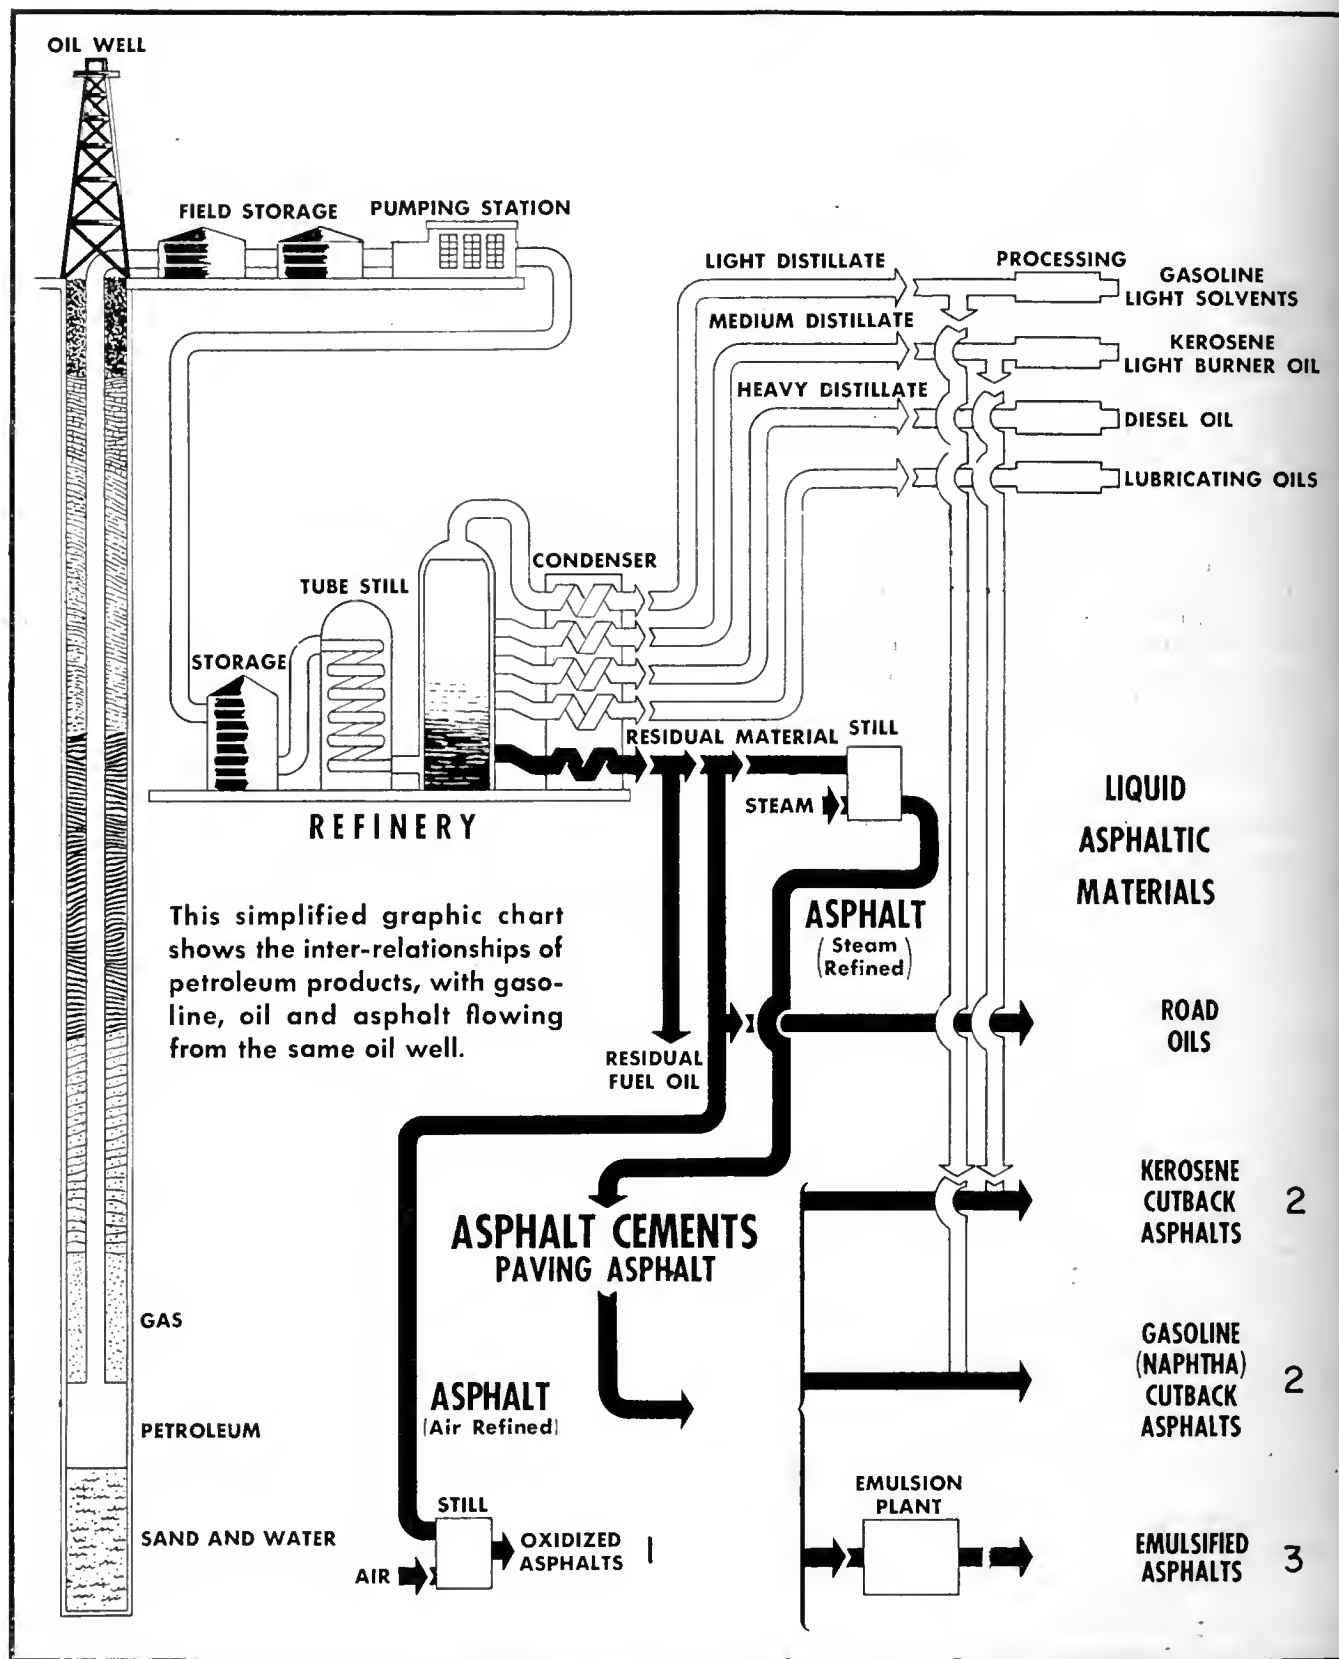 OIL WELL
FIELD STORAGE
PUMPING STATION
LIGHT DISTILLATE
PROCESSING
GASOLINE
LIGHT SOLVENTS
MEDIUM DISTILLATE
KEROSENE
LIGHT BURNER OIL
HEAVY DISTILLATE
DIESEL OIL
LUBRICATING OILS
CONDENSER
TUBE STILL
STORAGE
RESIDUAL MATERIAL
STILL
STEAM
REFINERY
LIQUID
ASPHALTIC
MATERIALS
This simplified graphic chart
shows the inter-relationships of
petroleum products, with gaso-
line, oil and asphalt flowing
from the same oil well.
ASPHALT
(Steam
Refined)
RESIDUAL
FUEL OIL
ROAD
OILS
ASPHALT CEMENTS
PAVING ASPHALT
KEROSENE
CUTBACK 2
ASPHALTS
GAS
GASOLINE
(NAPHTHA)
CUTBACK 2
ASPHALTS
ASPHALT
(Air Refined)
PETROLEUM
SAND AND WATER
STILL
AIR
OXIDIZED
ASPHALTS 1
EMULSION
PLANT
EMULSIFIED
ASPHALTS 3